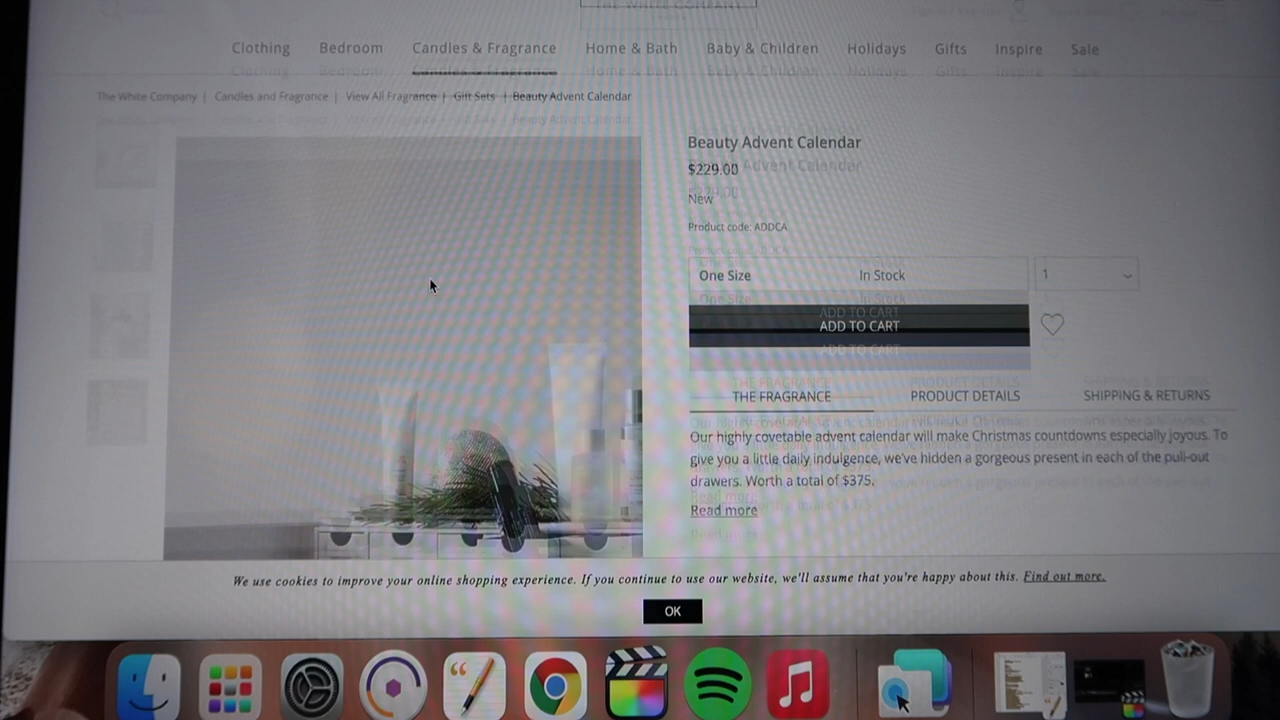 THE WHITE COMPANY
Clothing Bedroom Candles & Fragrance Home & Bath Baby & Children Holidays Gifts Inspire Sale
The White Company | Candles and Fragrance | View All Fragrance | Gift Sets | Beauty Advent Calendar
Beauty Advent Calendar
$229.00
New
Product code: ADDCA
One Size In Stock 1
ADD TO CART
THE FRAGRANCE PRODUCT DETAILS SHIPPING & RETURNS
Our highly covetable advent calendar will make Christmas countdowns especially joyous. To
give you a little daily indulgence, we've hidden a gorgeous present in each of the pull-out
drawers. Worth a total of $375.
Read more
We use cookies to improve your online shopping experience. If you continue to use our website, we'll assume that you're happy about this. Find out more.
OK